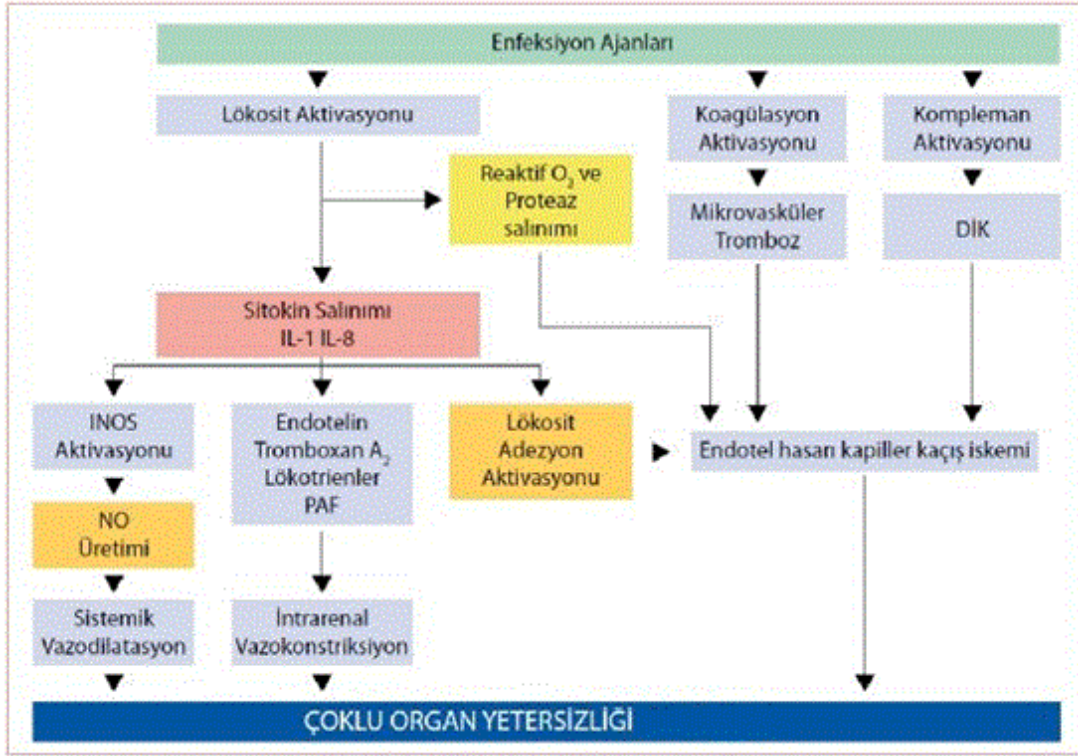 Enfeksiyon Ajanları
Lökosit Aktivasyonu
Koagülasyon
Aktivasyonu
Kompleman
Aktivasyonu
Reaktif O₂ ve
Proteaz
salınımı
Mikrovasküler
Tromboz
DİK
Sitokin Salınımı
IL-1 IL-8
INOS
Aktivasyonu
Endotelin
Tromboxan A₂
Lökotrienler
PAF
Lökosit
Adezyon
Aktivasyonu
Endotel hasarı kapiller kaçış iskemi
NO
Üretimi
Sistemik
Vazodilatasyon
İntrarenal
Vazokonstriksiyon
ÇOKLU ORGAN YETERSİZLİĞİ